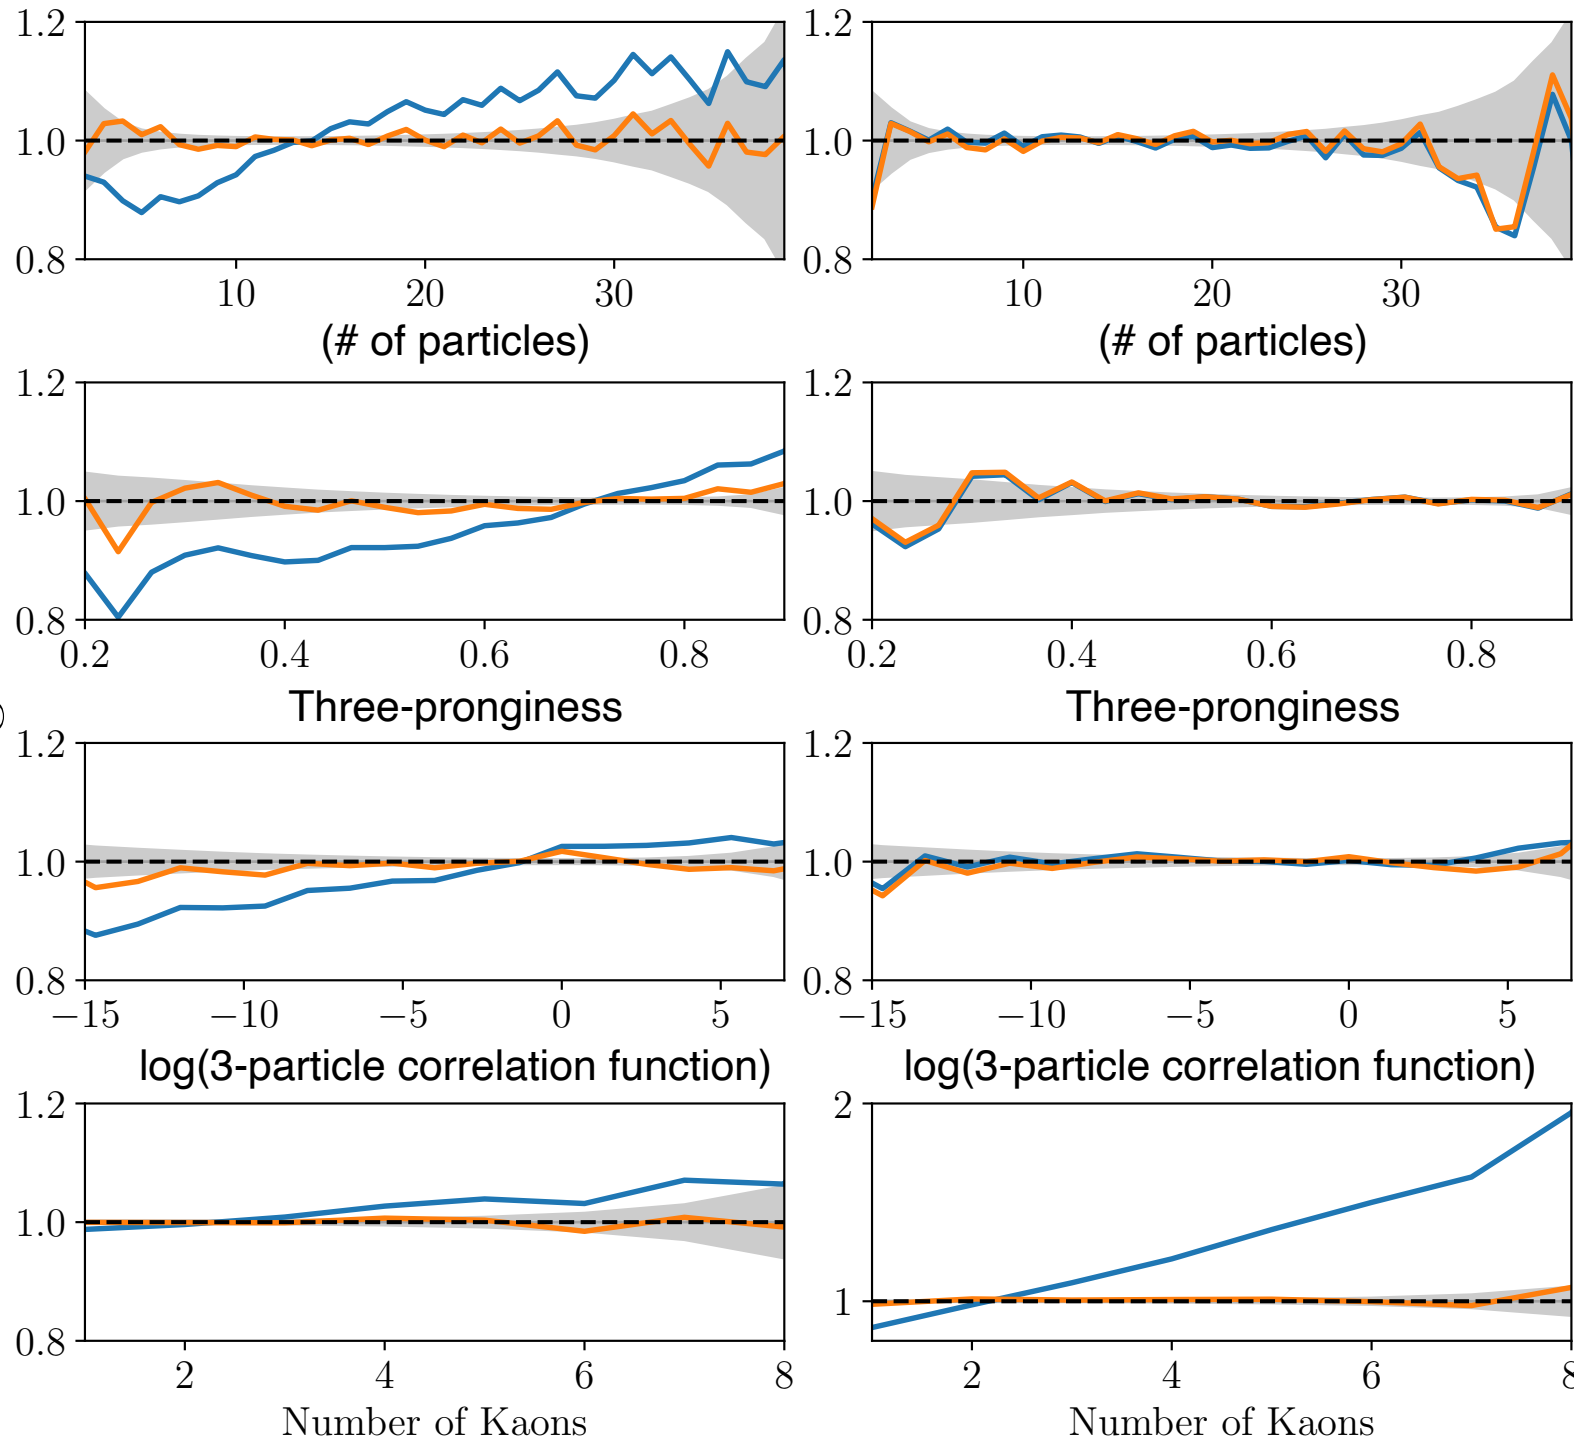 1.2 1.2
1.0 1.0
0.8 0.8
10 20 30 10 20 30
(# of particles) (# of particles)
1.2 1.2
1.0 1.0
0.8 0.8
0.2 0.4 0.6 0.8 0.2 0.4 0.6 0.8
Three-pronginess Three-pronginess
1.2 1.2
1.0 1.0
0.8 0.8
−15 −10 −5 0 5 −15 −10 −5 0 5
log(3-particle correlation function) log(3-particle correlation function)
1.2 2
1.0 1
0.8
2 4 6 8 2 4 6 8
Number of Kaons Number of Kaons